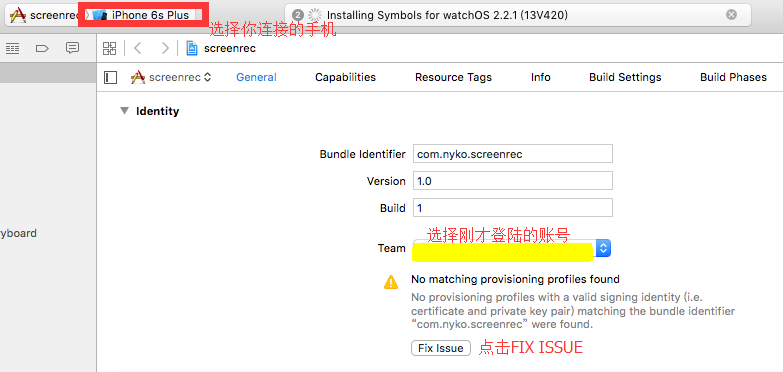 screenrec
iPhone 6s Plus
2
Installing Symbols for watchOS 2.2.1 (13V420)
选择你连接的手机
screenrec
screenrec
General
Capabilities
Resource Tags
Info
Build Settings
Build Phases
Identity
Bundle Identifier
com.nyko.screenrec
Version
1.0
Build
1
yboard
选择刚才登陆的账号
Team
No matching provisioning profiles found
No provisioning profiles with a valid signing identity (i.e.
certificate and private key pair) matching the bundle identifier
“com.nyko.screenrec” were found.
Fix Issue
点击FIX ISSUE